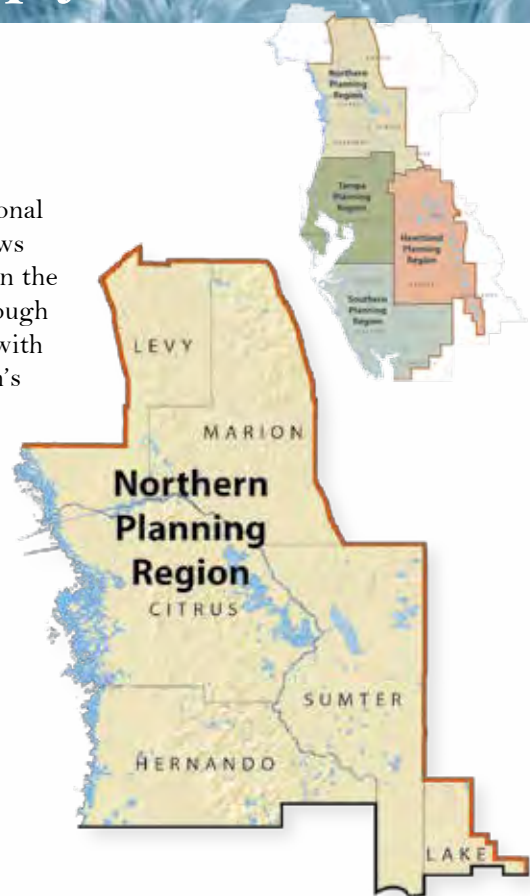 onal
ws
n the
ough
with
n's
Northern
Planning
Region
Tampa
Planning
Region
Heartland
Planning
Region
Southern
Planning
Region
LEVY
MARION
Northern
Planning
Region
CITRUS
SUMTER
HERNANDO
LAKE